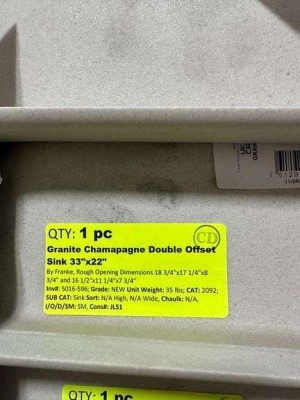 QTY: 1 pc
CD
Granite Chamapagne Double Offset
Sink 33"x22"
By Franke, Rough Opening Dimensions 18 3/4"x17 1/4"x8
3/4" and 16 1/2"x11 1/4"x7 3/4"
Inv#: 5016-596; Grade: NEW Unit Weight: 35 lbs; CAT: 2092;
SUB CAT: Sink Sort: N/A High, N/A Wide, Chaulk: N/A,
I/O/D/SM: SM, Cons#: JL51
QTY: 1 pc